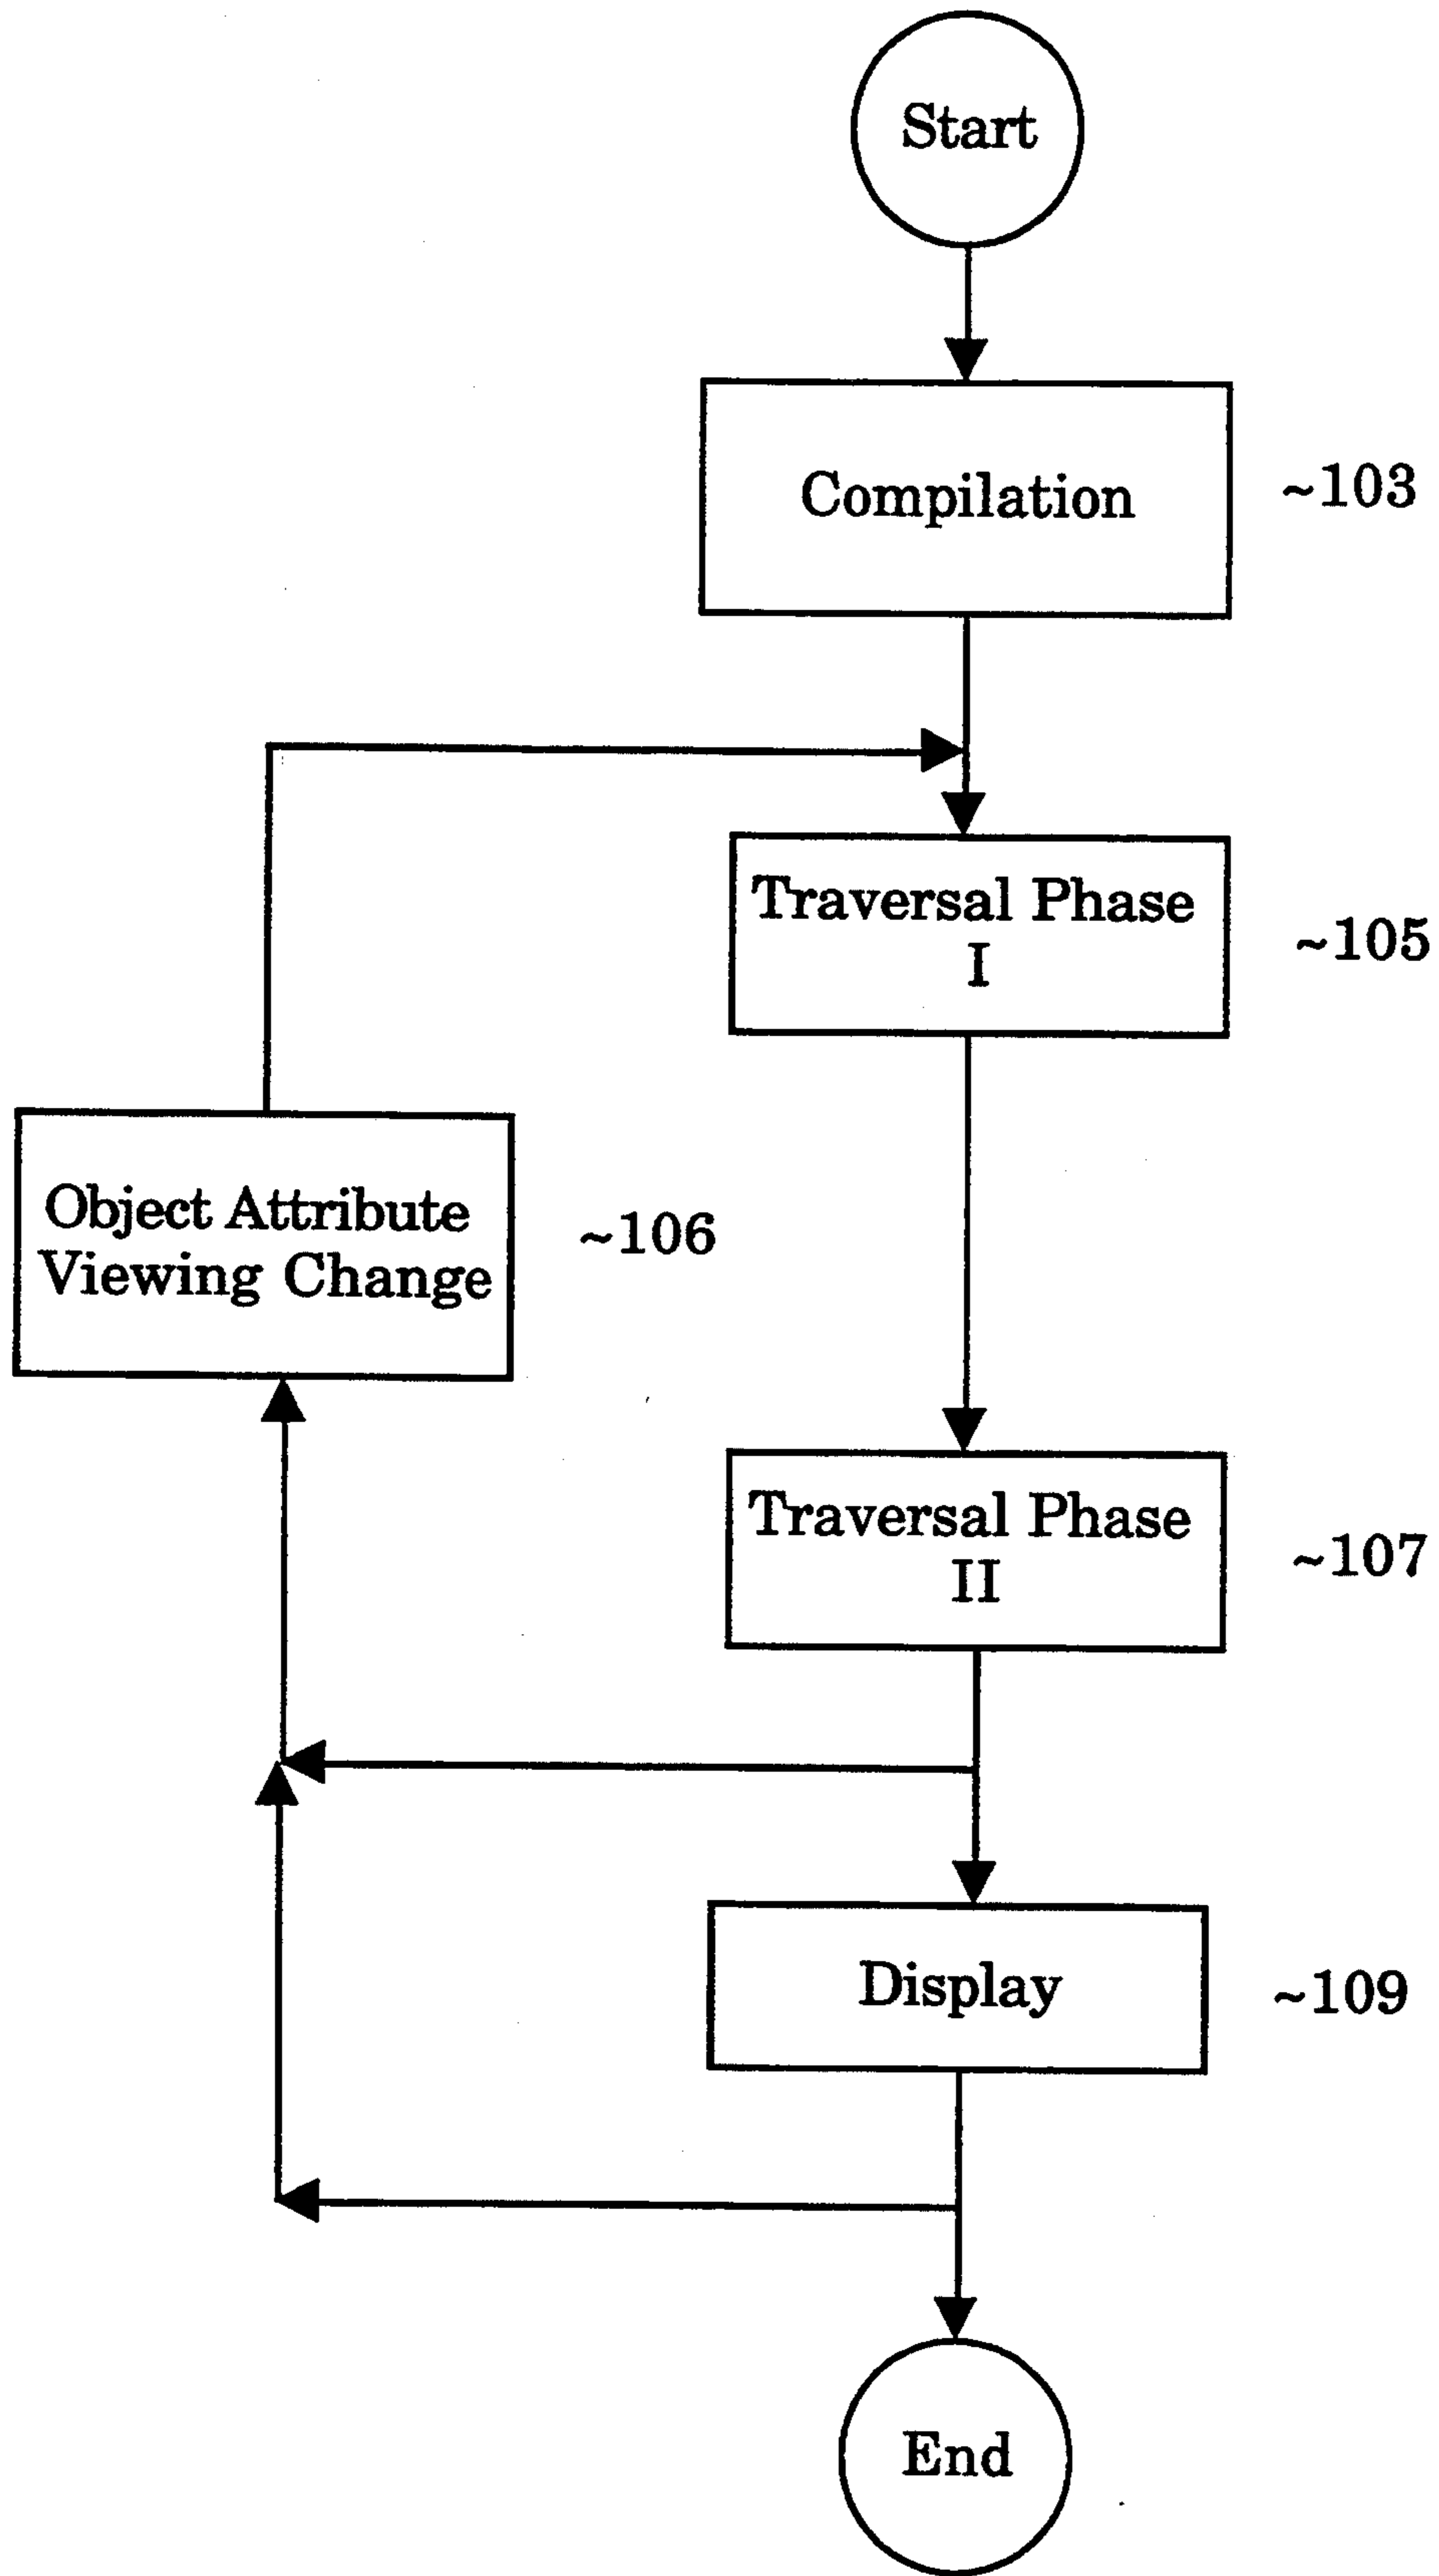 Start
Compilation
~103
Traversal Phase
I
~105
Object Attribute
Viewing Change
~106
Traversal Phase
II
~107
Display
~109
End